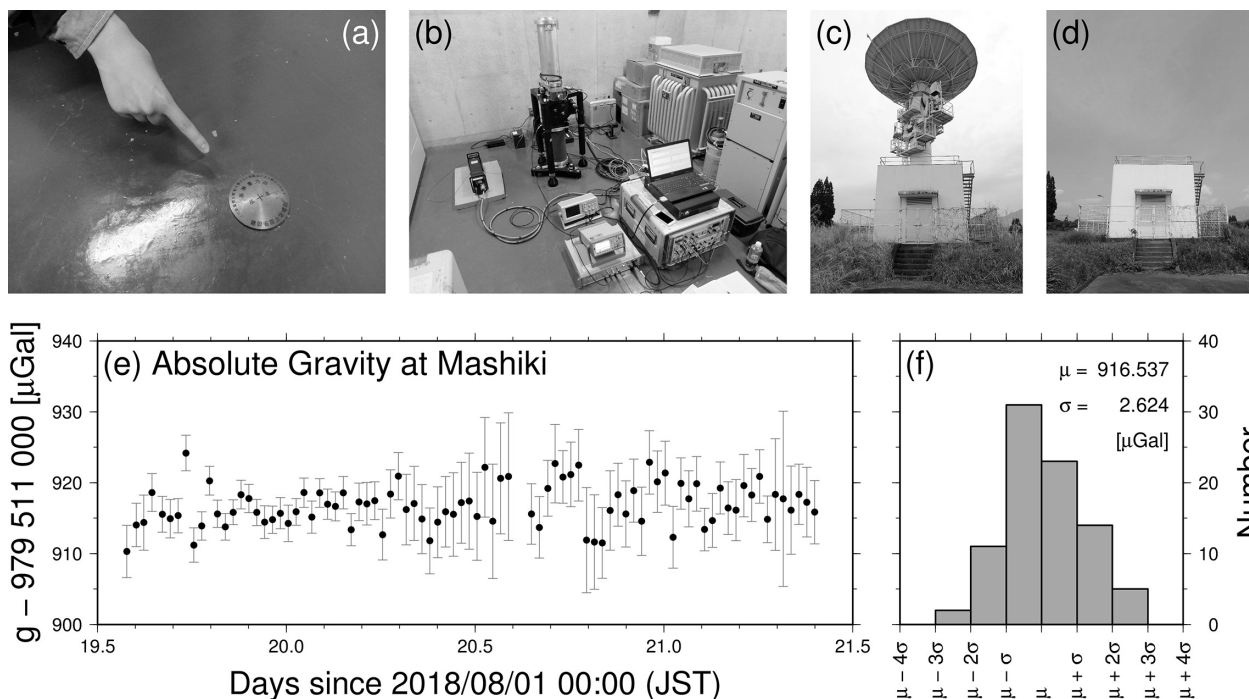 (a)
(b)
(c)
(d)
g − 979 511 000 [μGal]
940
930
920
910
900
(e) Absolute Gravity at Mashiki
19.5
20.0
20.5
21.0
21.5
Days since 2018/08/01 00:00 (JST)
(f)
μ = 916.537
σ = 2.624
[μGal]
40
30
20
10
0
Number
μ − 4σ
μ − 3σ
μ − 2σ
μ − σ
μ
μ + σ
μ + 2σ
μ + 3σ
μ + 4σ